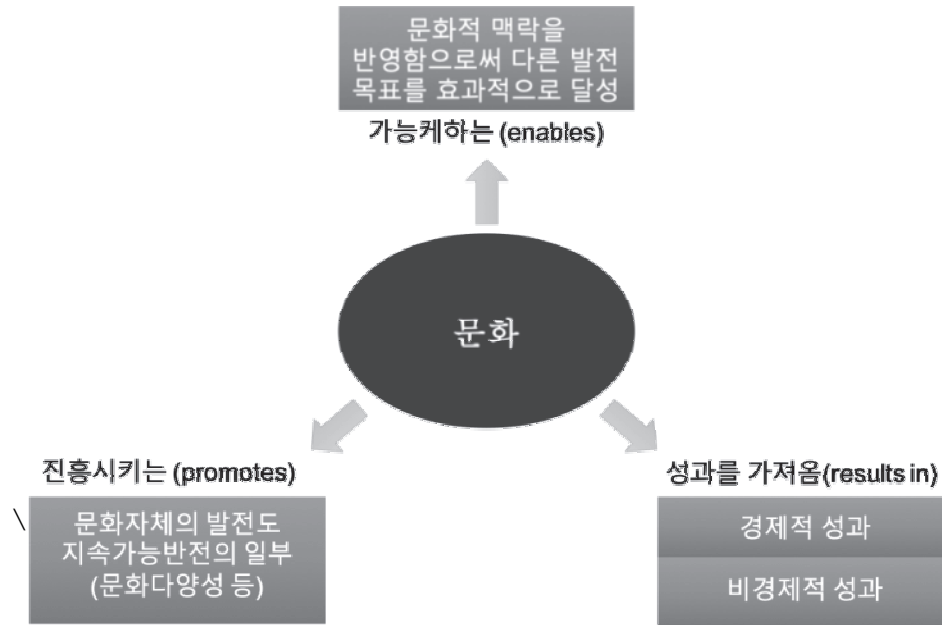 문화적 맥락을
반영함으로써 다른 발전
목표를 효과적으로 달성
가능케하는 (enables)
문화
진흥시키는 (promotes)
\ 문화자체의 발전도
지속가능반전의 일부
(문화다양성 등)
성과를 가져옴(results in)
경제적 성과
비경제적 성과